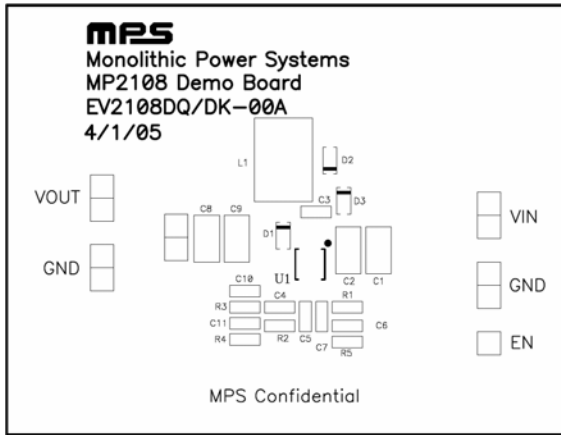 MPS
Monolithic Power Systems
MP2108 Demo Board
EV2108DQ/DK-00A
4/1/05
L1
D2
C3
D3
VOUT
C8
C9
D1
U1
C2
C1
VIN
GND
GND
EN
C10
R3
C4
R1
C11
R2
C5
C7
C6
R4
R5
MPS Confidential